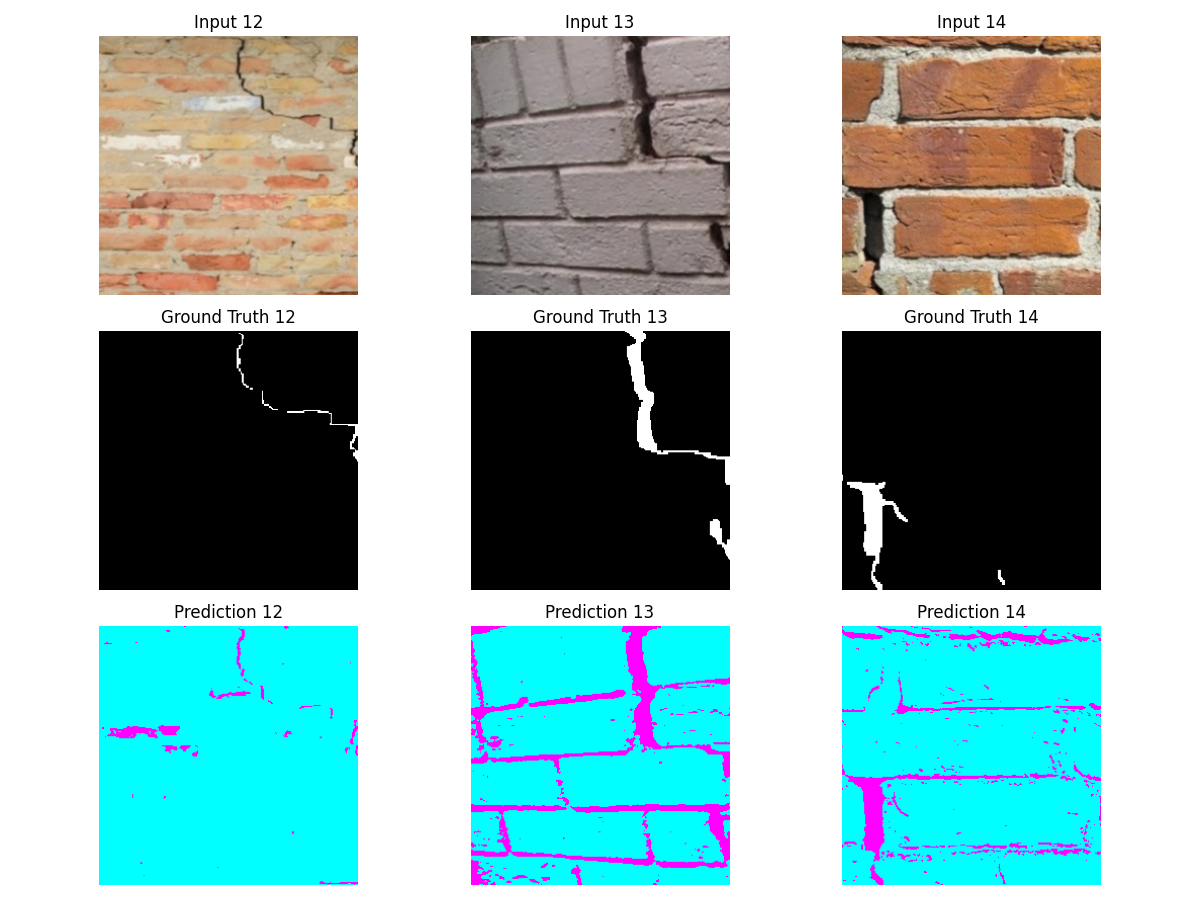 Input 12
Input 13
Input 14
Ground Truth 12
Ground Truth 13
Ground Truth 14
Prediction 12
Prediction 13
Prediction 14